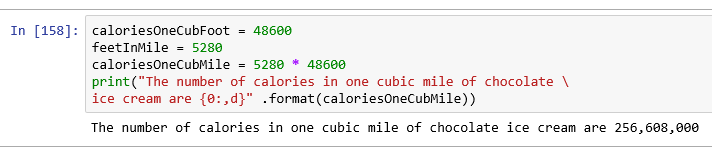 In [158]: caloriesOneCubFoot = 48600
feetInMile = 5280
caloriesOneCubMile = 5280 * 48600
print("The number of calories in one cubic mile of chocolate \
ice cream are {0:,d}" .format(caloriesOneCubMile))
The number of calories in one cubic mile of chocolate ice cream are 256,608,000